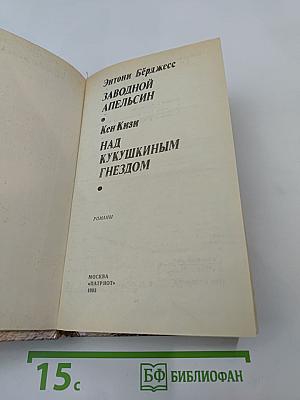 Энтони Бёрджесс
ЗАВОДНОЙ
АПЕЛЬСИН
•
Кен Кизи
НАД
КУКУШКИНЫМ
ГНЕЗДОМ
•
РОМАНЫ
МОСКВА
«ПАТРИОТ»
15с
БФ БИБЛИОФАН